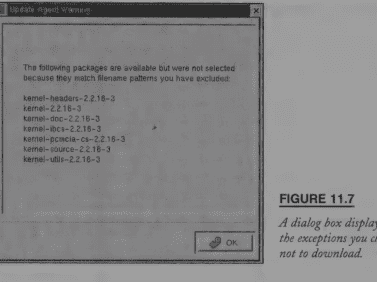 Update Agent Warning
The following packages are available but were not selected
because they match filename patterns you have excluded:
kernel-headers-2.2.16-3
kernel-2.2.16-3
kernel-doc-2.2.16-3
kernel-ibcs-2.2.16-3
kernel-pcmcia-cs-2.2.16-3
kernel-source-2.2.16-3
kernel-utils-2.2.16-3
OK
FIGURE 11.7
A dialog box display
the exceptions you c
not to download.